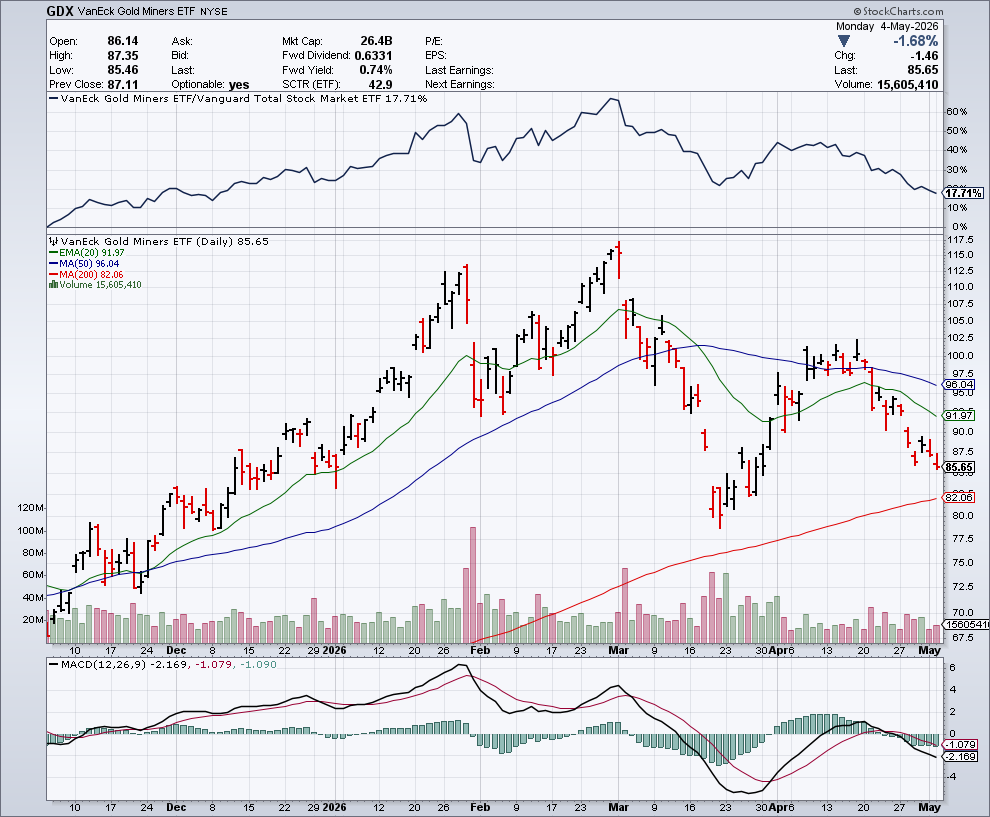 GDX VanEck Gold Miners ETF NYSE
© StockCharts.com
Monday 4-May-2026
Open: 86.14 Ask: Mkt Cap: 26.4B P/E: -1.68%
High: 87.35 Bid: Fwd Dividend: 0.6331 EPS: Chg: -1.46
Low: 85.46 Last: Fwd Yield: 0.74% Last Earnings: Last: 85.65
Prev Close: 87.11 Optionable: yes SCTR (ETF): 42.9 Next Earnings: Volume: 15,605,410
VanEck Gold Miners ETF/Vanguard Total Stock Market ETF 17.71%
60%
50%
40%
30%
17.71%
10%
0%
VanEck Gold Miners ETF (Daily) 85.65
EMA(20) 91.97
MA(50) 96.04
MA(200) 82.06
Volume 15,605,410
117.5
115.0
112.5
110.0
107.5
105.0
102.5
100.0
97.5
96.04
95.0
91.97
90.0
87.5
85.65
82.06
80.0
77.5
75.0
72.5
70.0
15605410
67.5
120M
100M
80M
60M
40M
20M
10 17 24 Dec 8 15 22 29 2026 12 20 26 Feb 9 17 23 Mar 9 16 23 30 Apr 6 13 20 27 May
MACD(12,26,9) -2.169, -1.079, -1.090
6
4
2
0
-1.079
-2.169
-4
10 17 24 Dec 8 15 22 29 2026 12 20 26 Feb 9 17 23 Mar 9 16 23 30 Apr 6 13 20 27 May